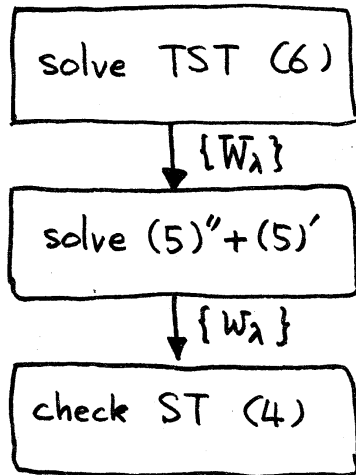 solve TST (6)
{W̅λ}
solve (5)″+(5)′
{Wλ}
check ST (4)